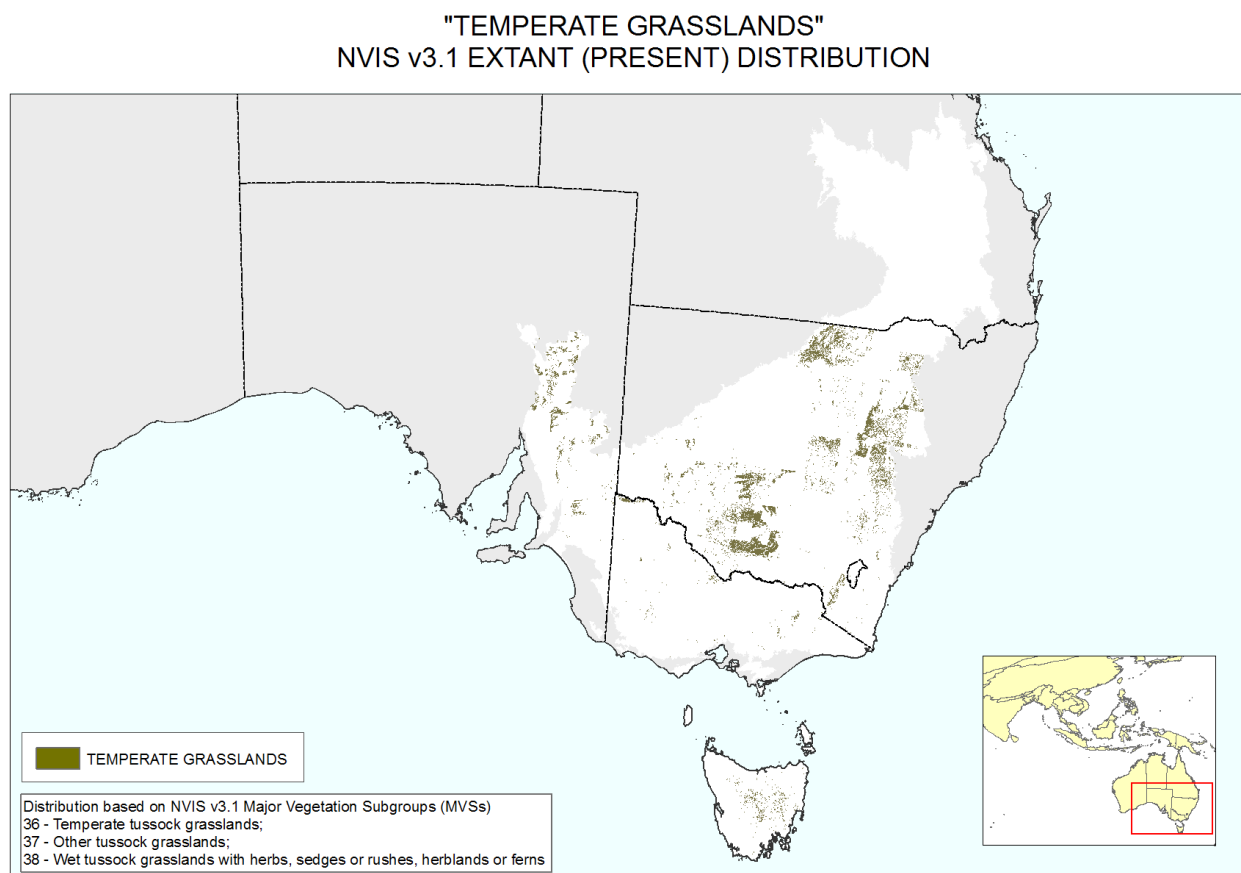 "TEMPERATE GRASSLANDS"
NVIS v3.1 EXTANT (PRESENT) DISTRIBUTION
TEMPERATE GRASSLANDS
Distribution based on NVIS v3.1 Major Vegetation Subgroups (MVSs)
36 - Temperate tussock grasslands;
37 - Other tussock grasslands;
38 - Wet tussock grasslands with herbs, sedges or rushes, herblands or ferns